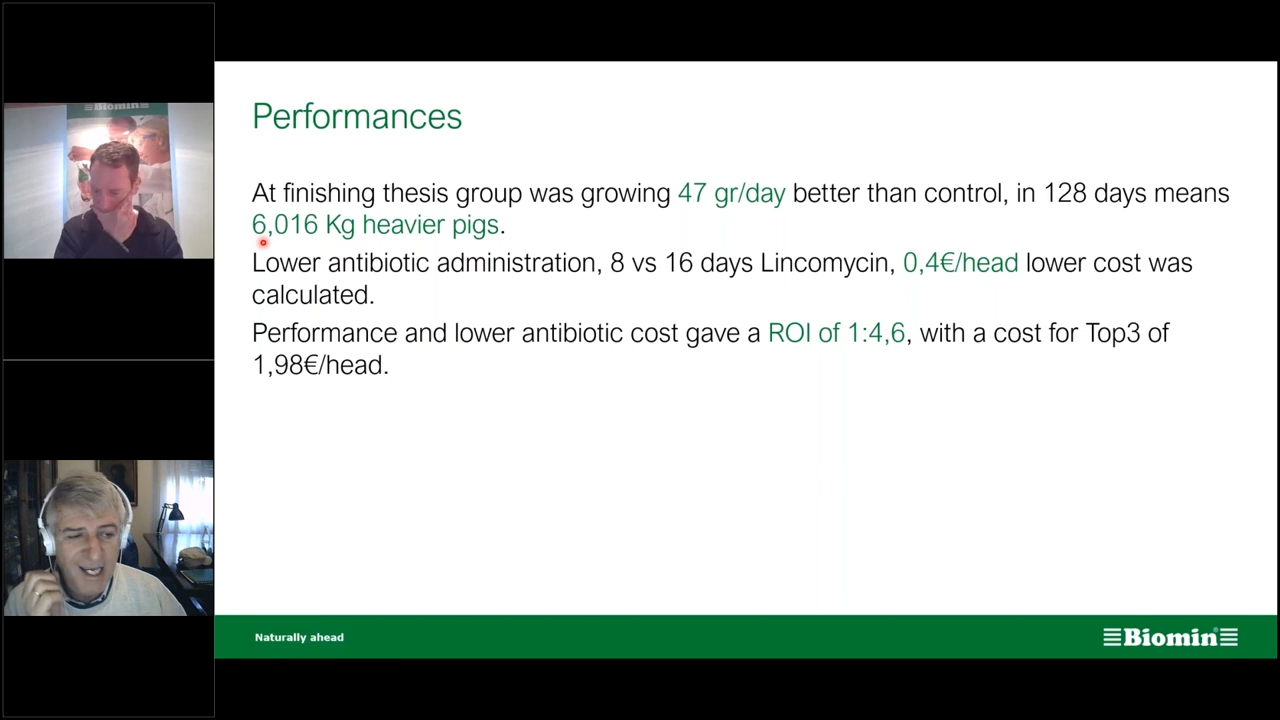 Biomin
Performances
At finishing thesis group was growing 47 gr/day better than control, in 128 days means
6,016 Kg heavier pigs.
Lower antibiotic administration, 8 vs 16 days Lincomycin, 0,4€/head lower cost was
calculated.
Performance and lower antibiotic cost gave a ROI of 1:4,6, with a cost for Top3 of
1,98€/head.
Naturally ahead
Biomin®